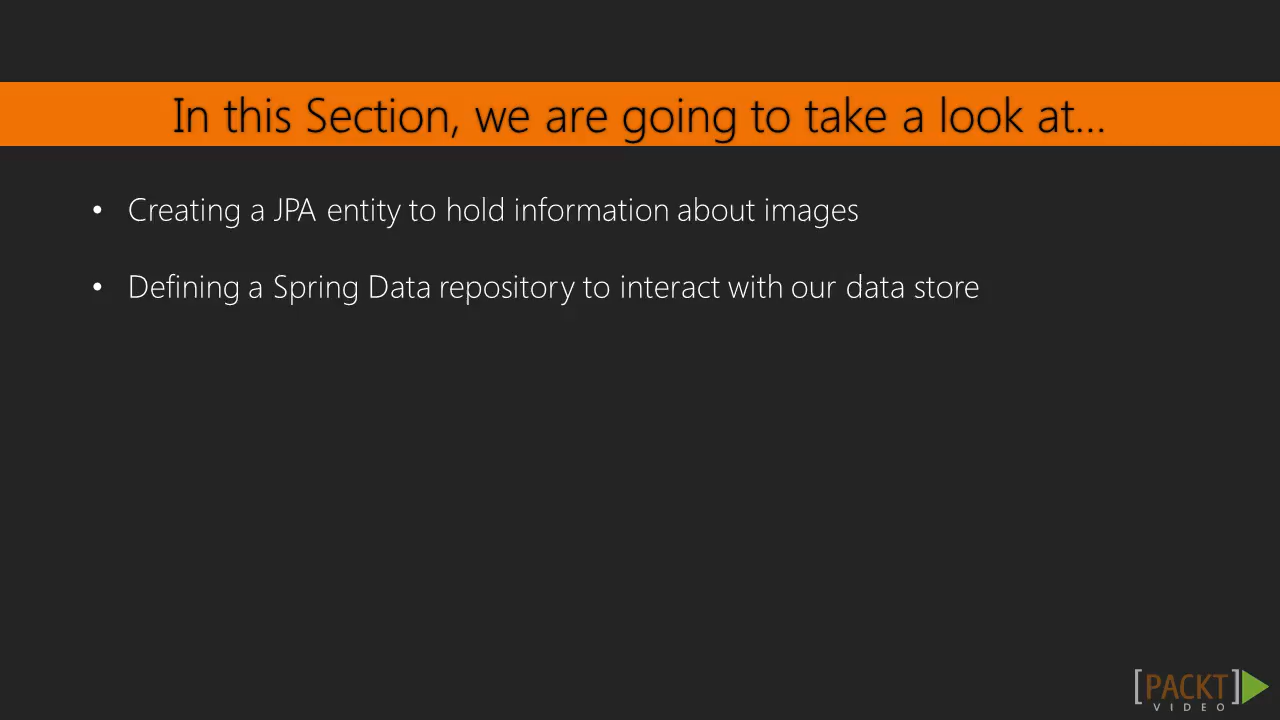 In this Section, we are going to take a look at...
• Creating a JPA entity to hold information about images
• Defining a Spring Data repository to interact with our data store
[PACKT]
VIDEO